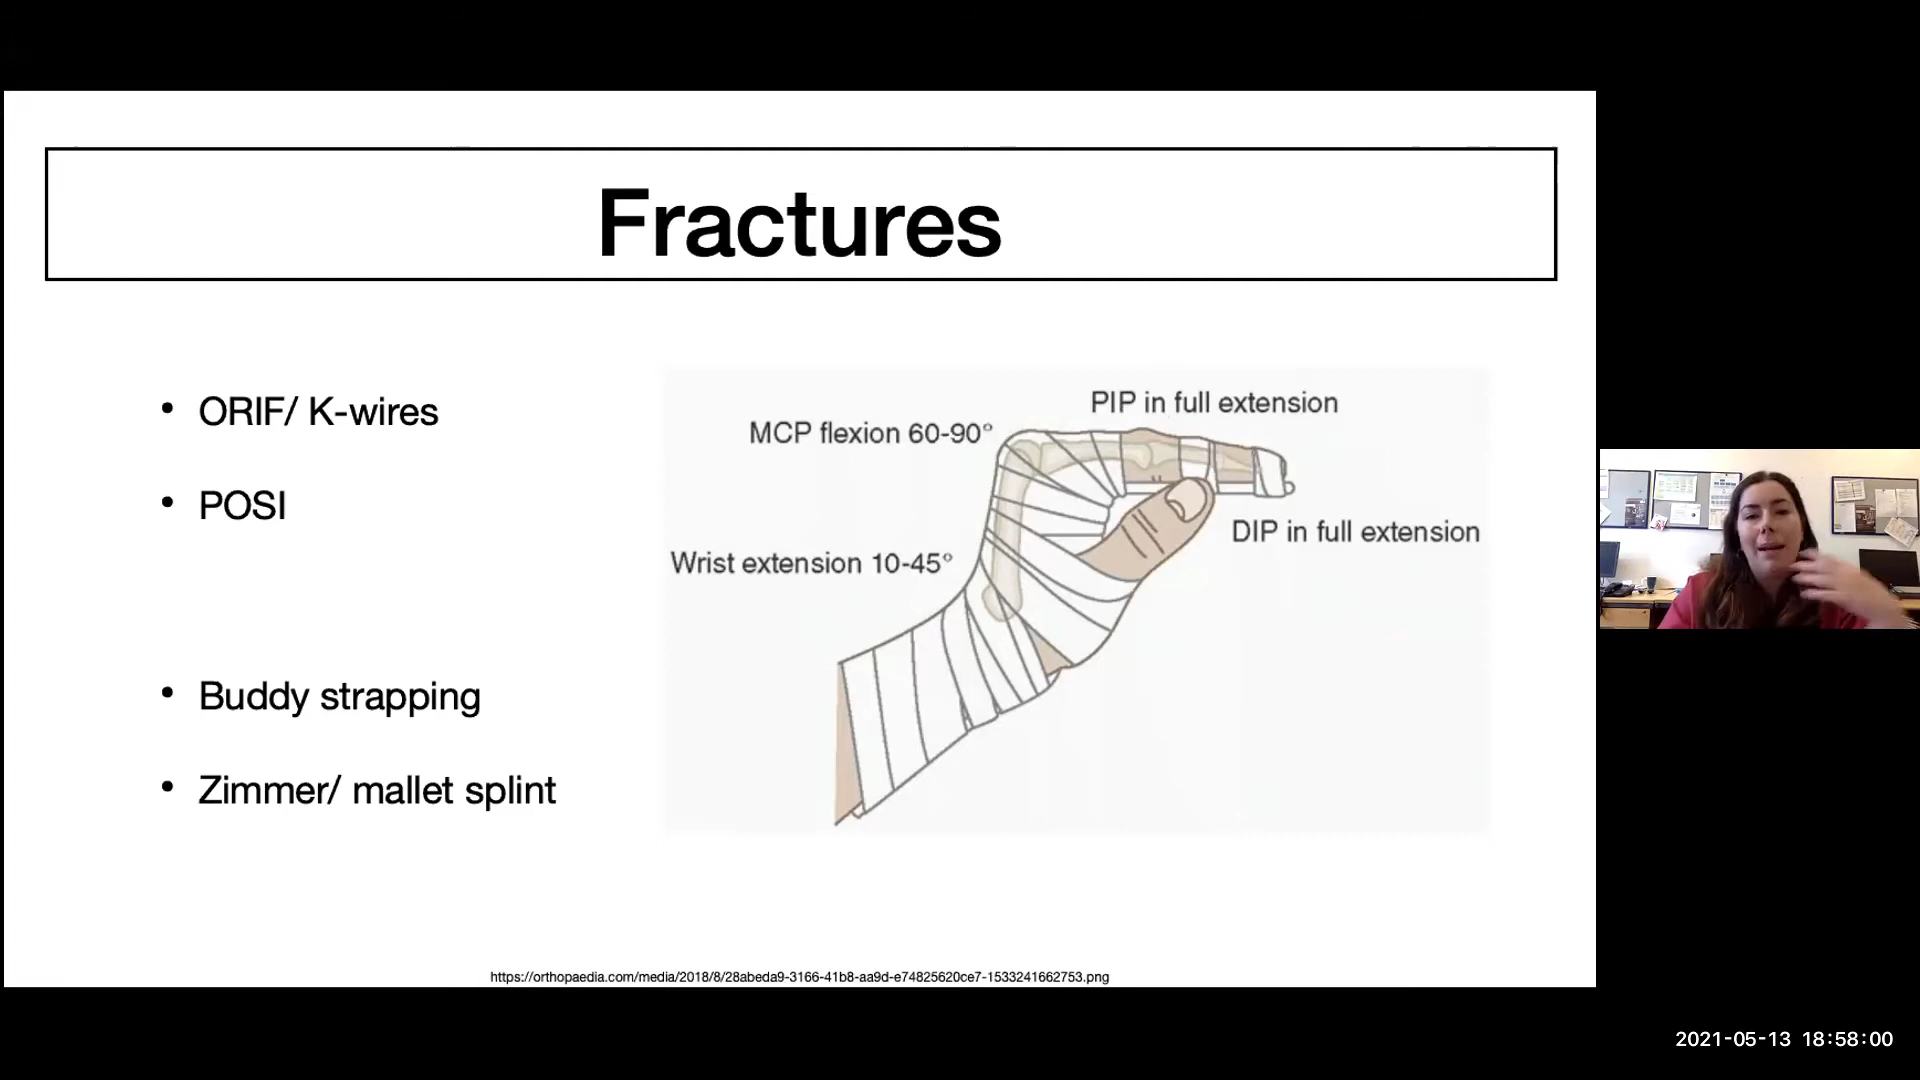 Fractures
• ORIF/ K-wires
• POSI
• Buddy strapping
• Zimmer/ mallet splint
PIP in full extension
MCP flexion 60-90°
DIP in full extension
Wrist extension 10-45°
https://orthopaedia.com/media/2018/8/28abeda9-3166-41b8-aa9d-e74825620ce7-1533241662753.png
2021-05-13 18:58:00